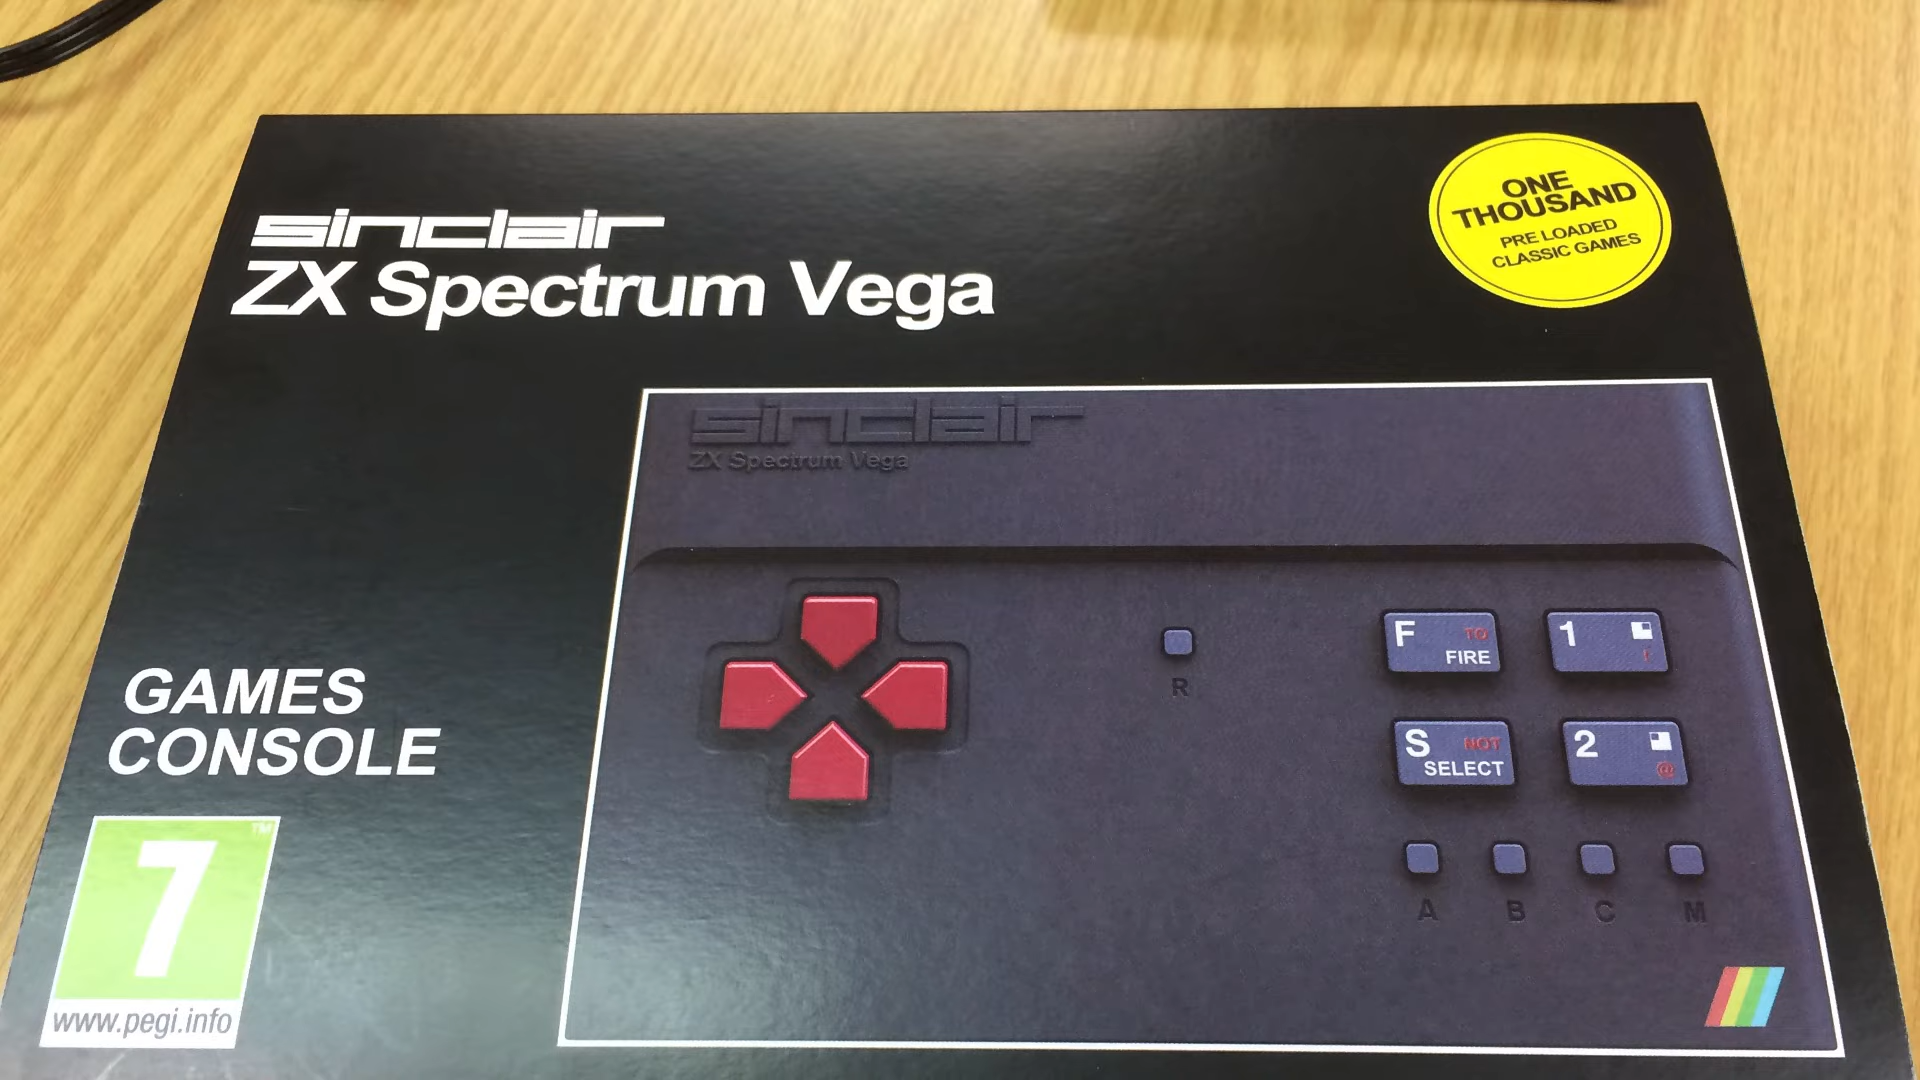 sinclair
ZX Spectrum Vega
ONE
THOUSAND
PRE LOADED
CLASSIC GAMES
sinclair
ZX Spectrum Vega
R
F TO
FIRE
1
S NOT
SELECT
2
@
A B C M
GAMES
CONSOLE
7 TM
www.pegi.info